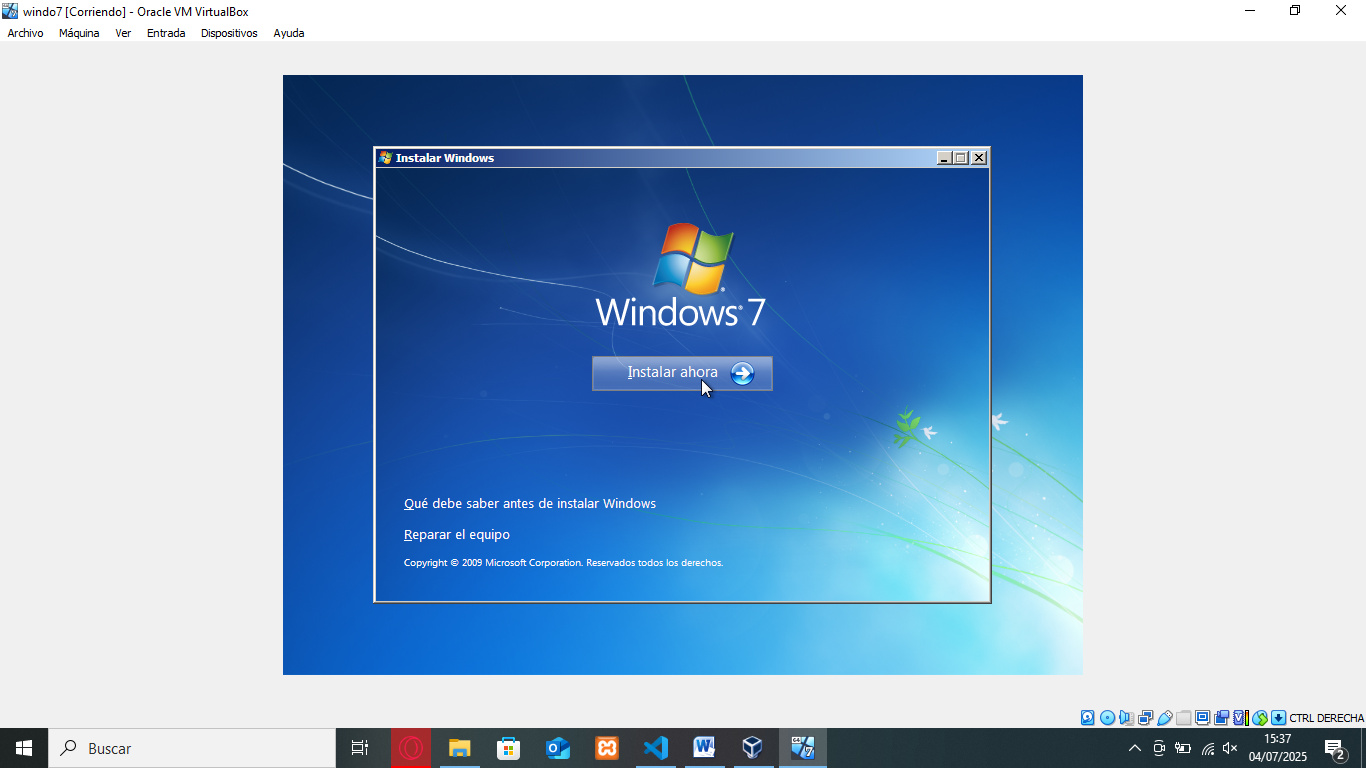 windo7 [Corriendo] - Oracle VM VirtualBox
Archivo Máquina Ver Entrada Dispositivos Ayuda
Instalar Windows
Windows® 7
Instalar ahora
Qué debe saber antes de instalar Windows
Reparar el equipo
Copyright © 2009 Microsoft Corporation. Reservados todos los derechos.
CTRL DERECHA
Buscar
15:37
04/07/2025
2